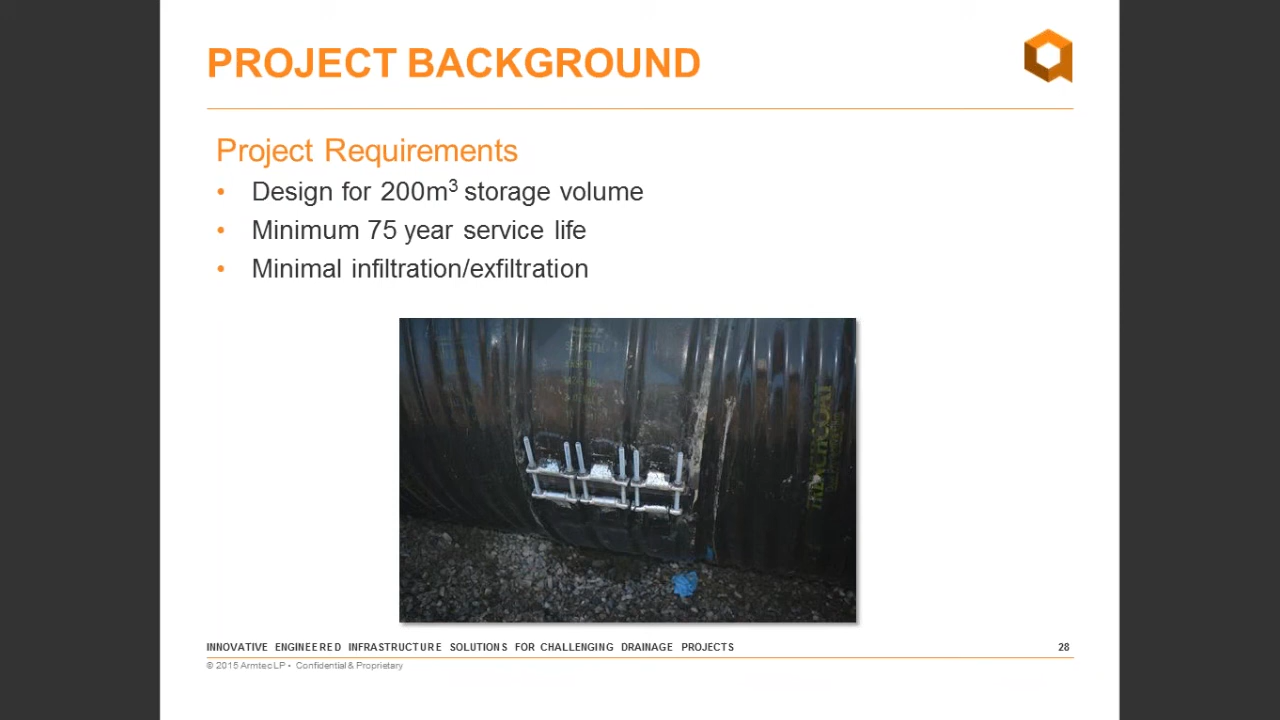 PROJECT BACKGROUND
Project Requirements
• Design for 200m³ storage volume
• Minimum 75 year service life
• Minimal infiltration/exfiltration
TRENCHCOAT
INNOVATIVE ENGINEERED INFRASTRUCTURE SOLUTIONS FOR CHALLENGING DRAINAGE PROJECTS
28
© 2015 Armtec LP • Confidential & Proprietary